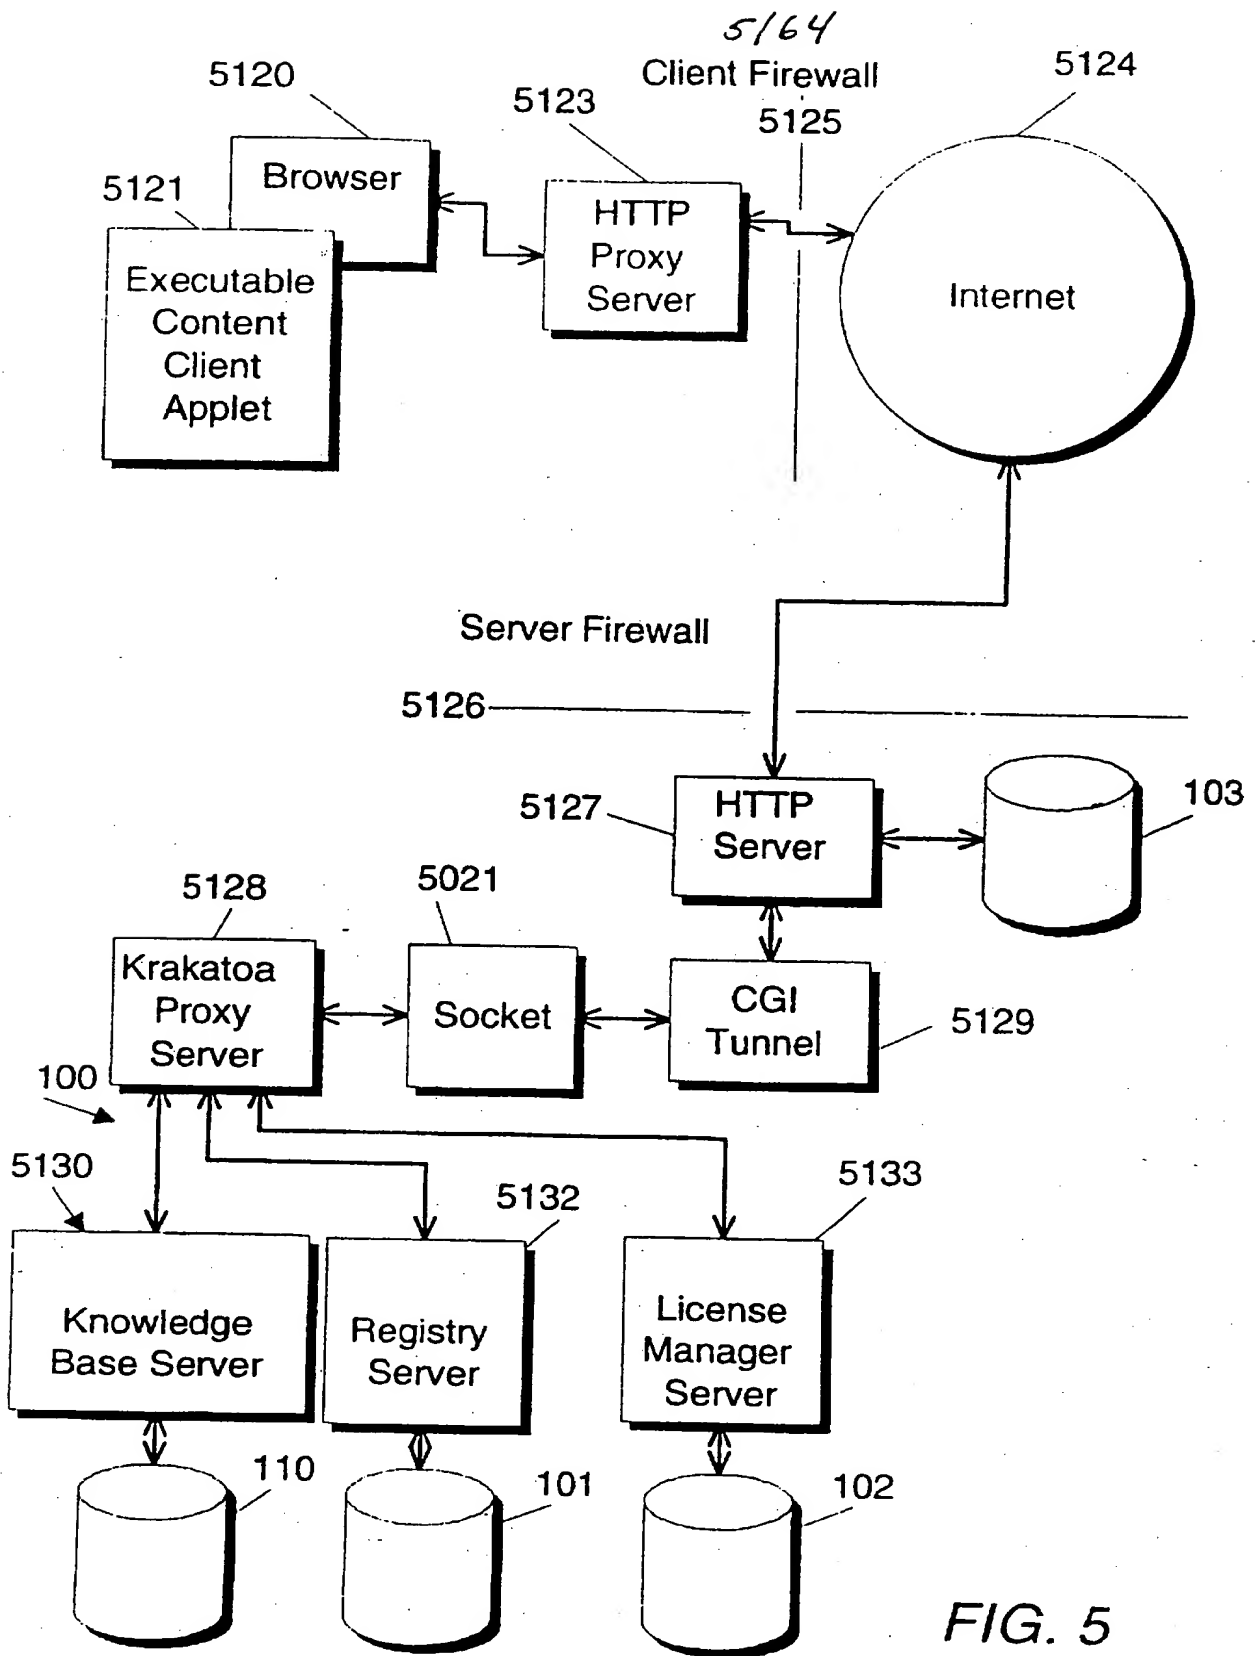 5/64
Client Firewall
5120
5123
5125
5124
5121
Browser
HTTP
Proxy
Server
Internet
Executable
Content
Client
Applet
Server Firewall
5126
5127
HTTP
Server
103
5128
5021
Krakatoa
Proxy
Server
Socket
CGI
Tunnel
5129
100
5130
5132
5133
Knowledge
Base Server
Registry
Server
License
Manager
Server
110
101
102
FIG. 5